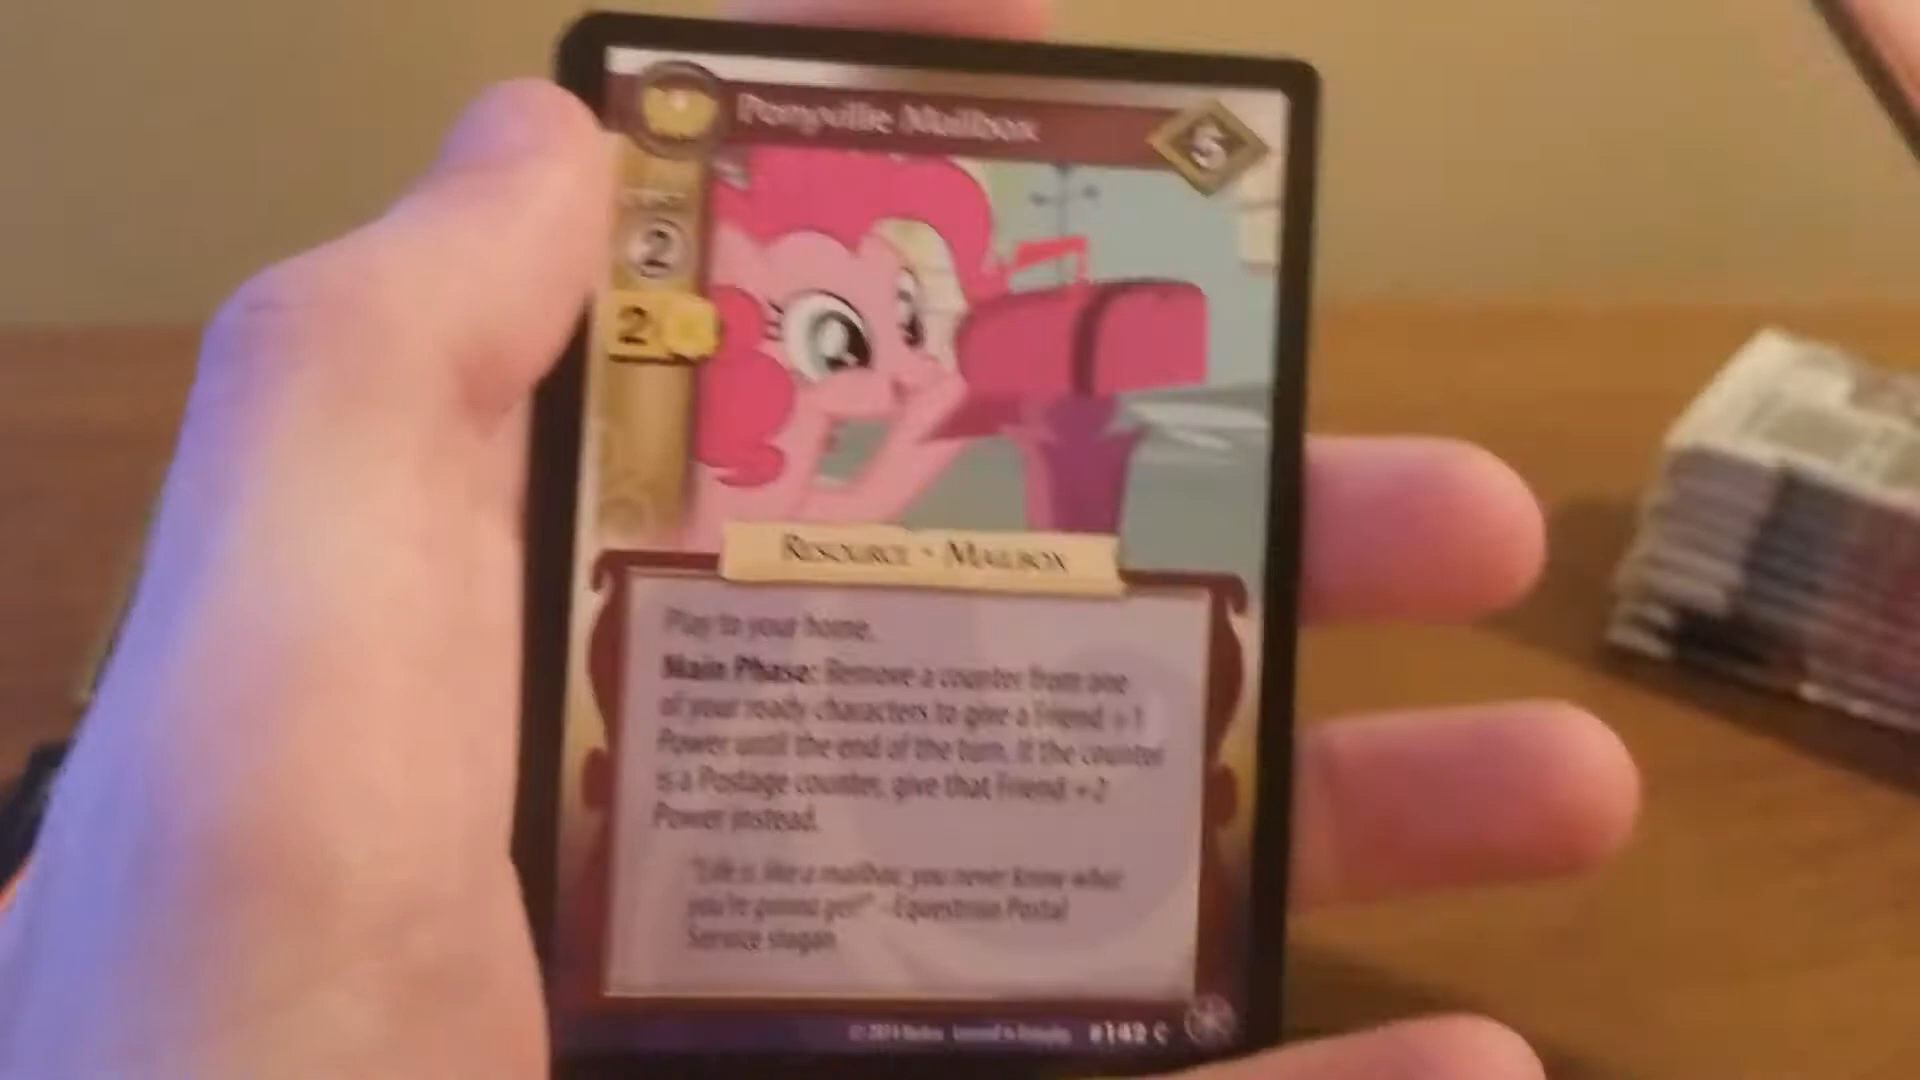 Ponyville Mailbox
5
COST
2
2
RESOURCE • MAILBOX
Play to your home.
Main Phase: Remove a counter from one
of your ready characters to give a Friend +1
Power until the end of the turn. If the counter
is a Postage counter, give that Friend +2
Power instead.
"Life is like a mailbox; you never know what
you're gonna get!" -Equestrian Postal
Service slogan
#142 C